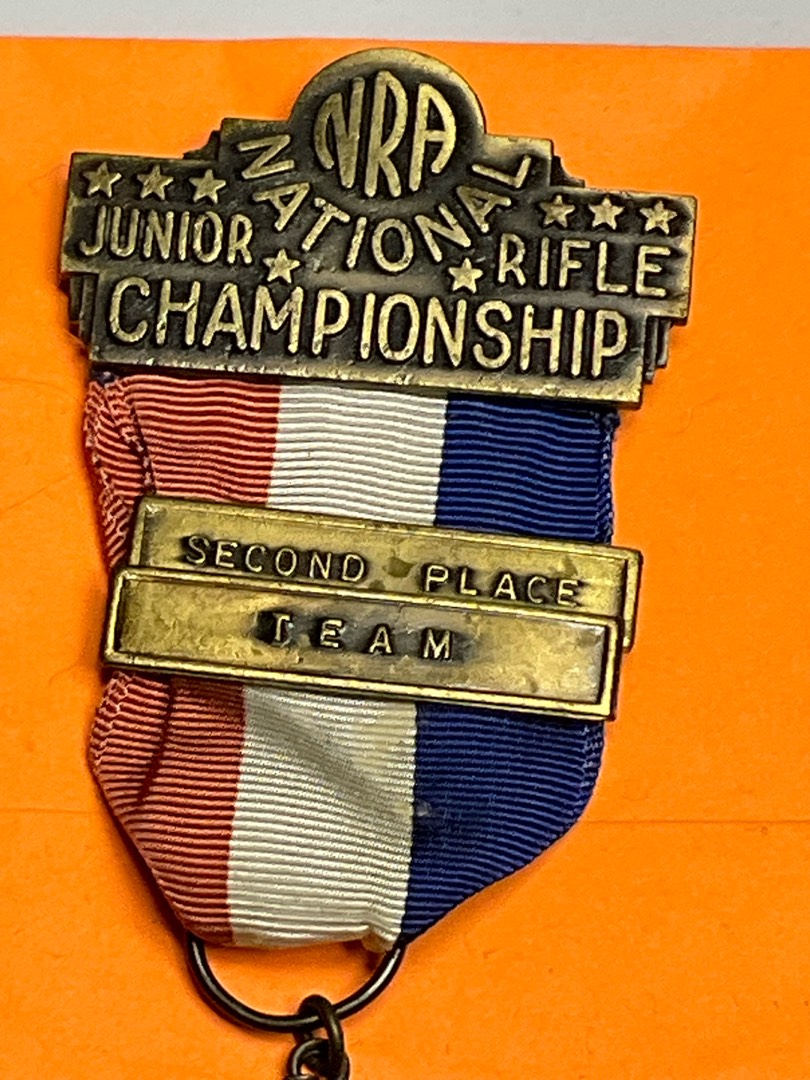 NRA
NATIONAL
JUNIOR RIFLE
CHAMPIONSHIP
SECOND PLACE
TEAM